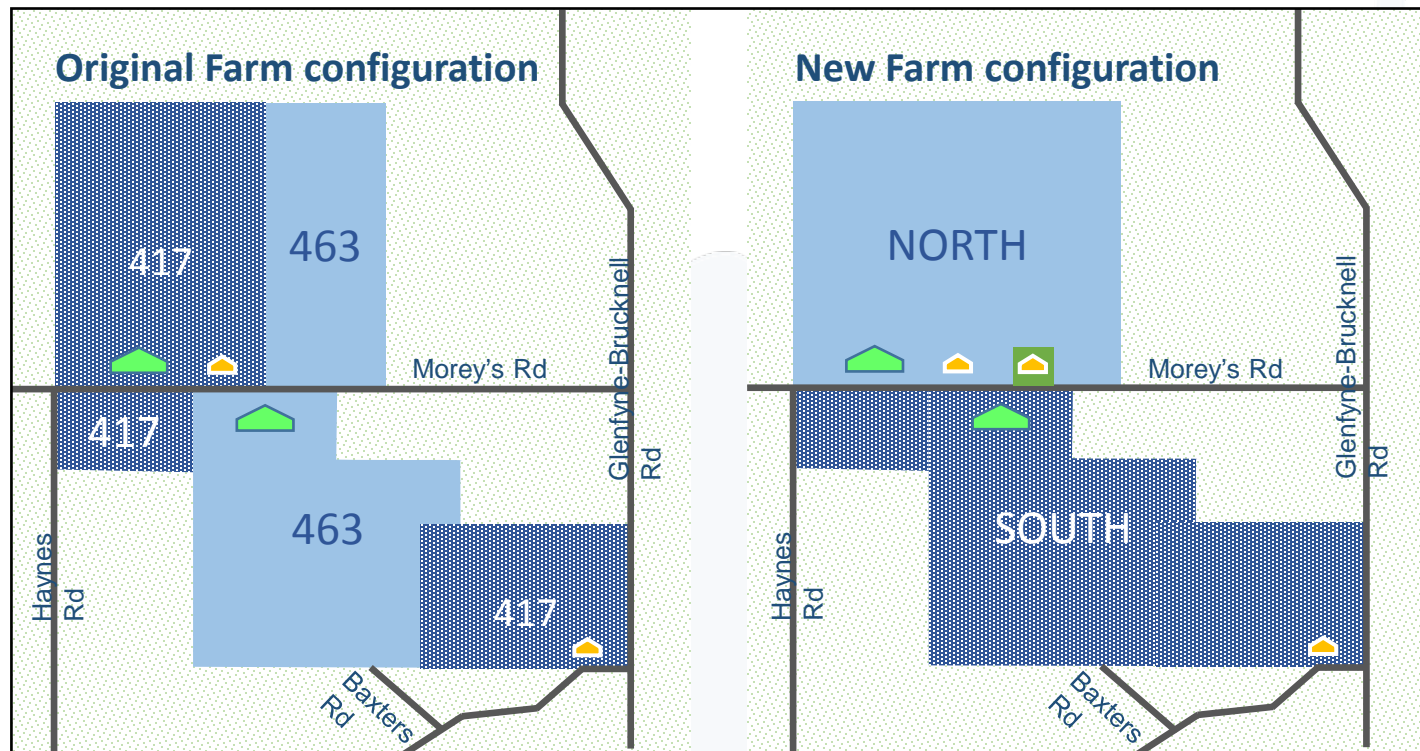 Original Farm configuration
417
463
Morey's Rd
Glenfyne-Brucknell
Rd
417
463
417
Haynes
Rd
Baxters
Rd
New Farm configuration
NORTH
Morey's Rd
Glenfyne-Brucknell
Rd
SOUTH
Haynes
Rd
Baxters
Rd